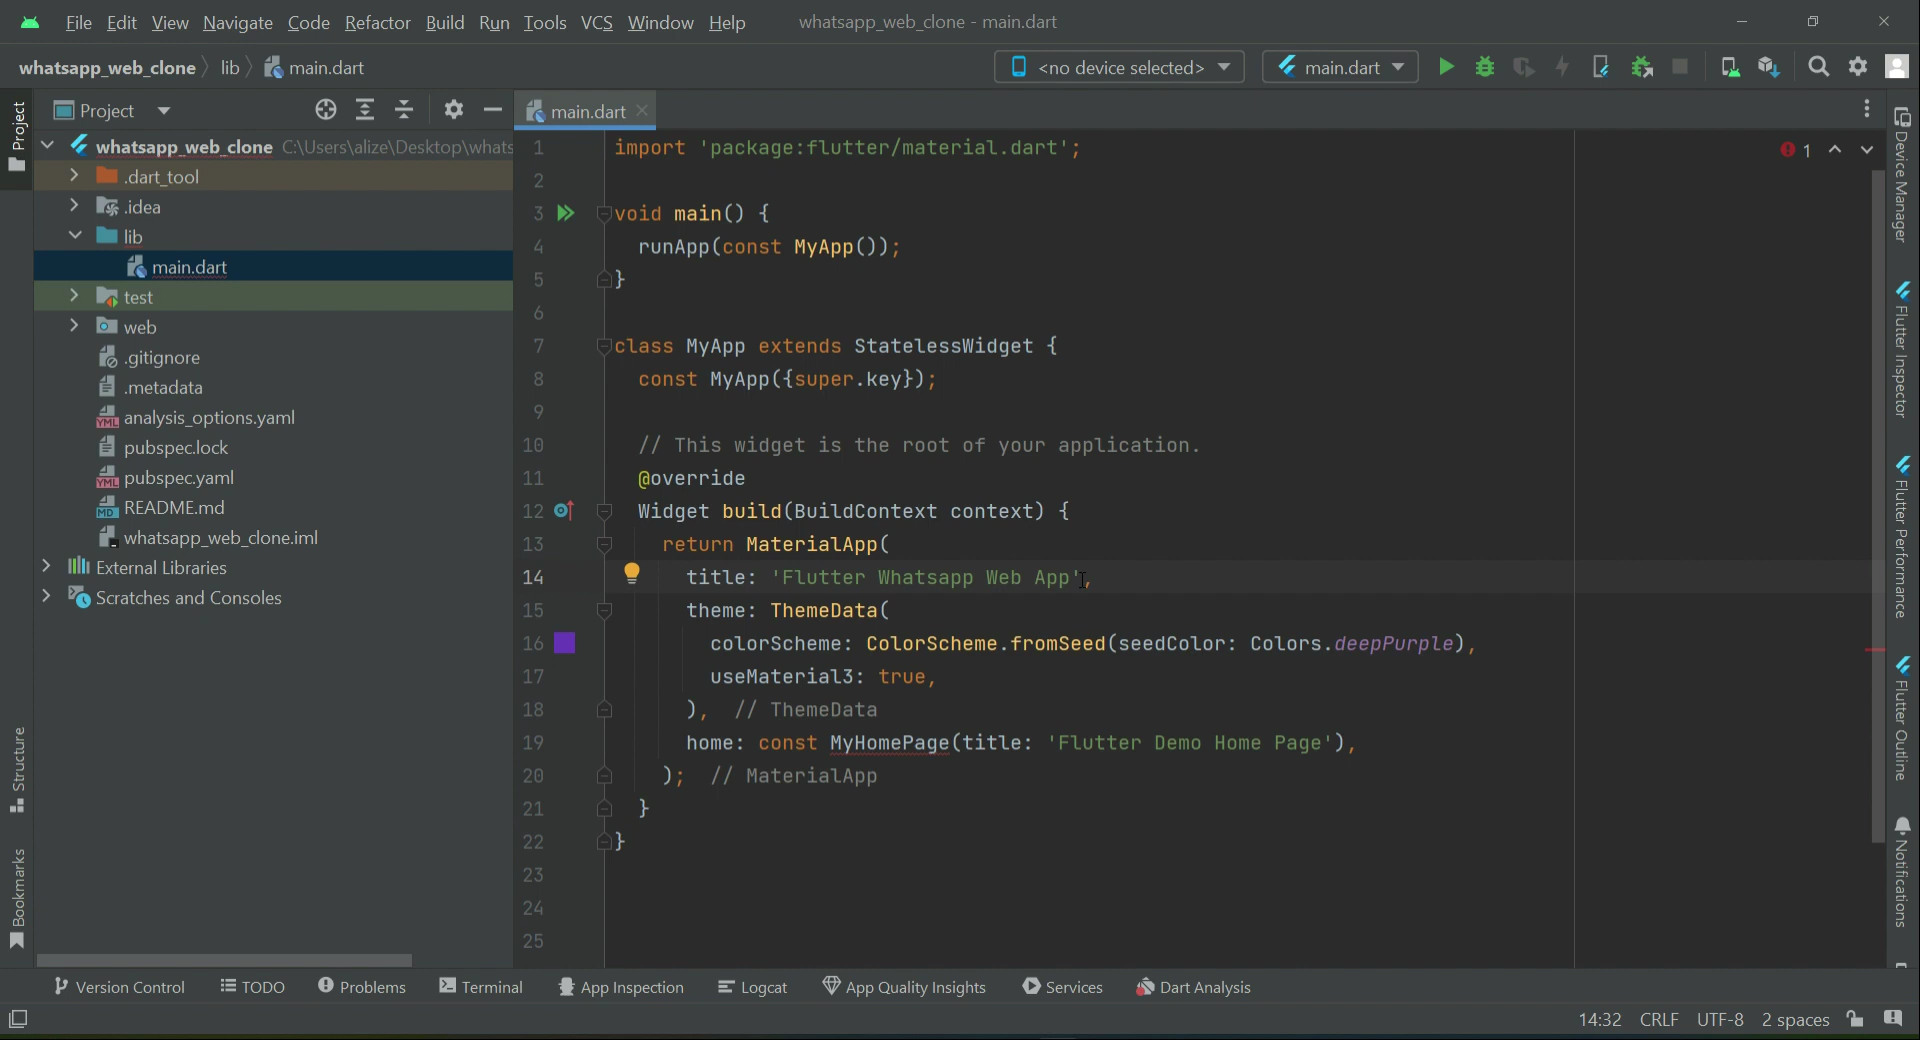 File Edit View Navigate Code Refactor Build Run Tools VCS Window Help whatsapp_web_clone - main.dart
whatsapp_web_clone lib main.dart <no device selected> main.dart
Project
Project
main.dart
whatsapp_web_clone C:\Users\alize\Desktop\whats
.dart_tool
.idea
lib
main.dart
test
web
.gitignore
.metadata
analysis_options.yaml
pubspec.lock
pubspec.yaml
README.md
whatsapp_web_clone.iml
External Libraries
Scratches and Consoles
Structure
Bookmarks
1 import 'package:flutter/material.dart';
2
3 void main() {
4 runApp(const MyApp());
5 }
6
7 class MyApp extends StatelessWidget {
8 const MyApp({super.key});
9
10 // This widget is the root of your application.
11 @override
12 Widget build(BuildContext context) {
13 return MaterialApp(
14 title: 'Flutter Whatsapp Web App',
15 theme: ThemeData(
16 colorScheme: ColorScheme.fromSeed(seedColor: Colors.deepPurple),
17 useMaterial3: true,
18 ), // ThemeData
19 home: const MyHomePage(title: 'Flutter Demo Home Page'),
20 ); // MaterialApp
21 }
22 }
23
24
25
1
Device Manager
Flutter Inspector
Flutter Performance
Flutter Outline
Notifications
Version Control TODO Problems Terminal App Inspection Logcat App Quality Insights Services Dart Analysis
14:32 CRLF UTF-8 2 spaces